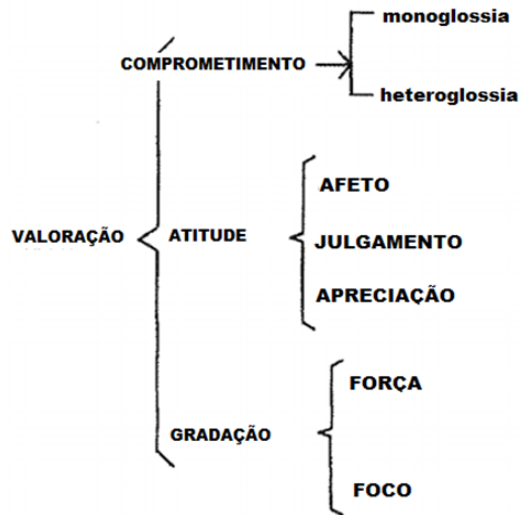 monoglossia
COMPROMETIMENTO
heteroglossia
AFETO
VALORAÇÃO
ATITUDE
JULGAMENTO
APRECIAÇÃO
FORÇA
GRADAÇÃO
FOCO